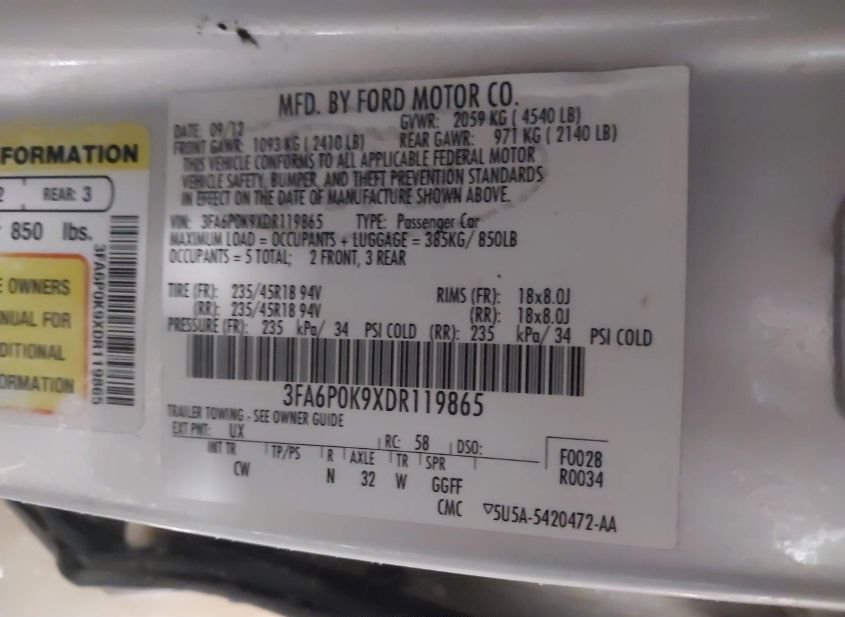 FORMATION
2 REAR: 3
850 lbs.
E OWNERS
NUAL FOR
DITIONAL
ORMATION
3FA6P0K9XDR119865
MFD. BY FORD MOTOR CO.
DATE: 09/12 GVWR: 2059 KG ( 4540 LB)
FRONT GAWR: 1093 KG ( 2410 LB) REAR GAWR: 971 KG ( 2140 LB)
THIS VEHICLE CONFORMS TO ALL APPLICABLE FEDERAL MOTOR
VEHICLE SAFETY, BUMPER, AND THEFT PREVENTION STANDARDS
IN EFFECT ON THE DATE OF MANUFACTURE SHOWN ABOVE.
VIN: 3FA6P0K9XDR119865 TYPE: Passenger Car
MAXIMUM LOAD = OCCUPANTS + LUGGAGE = 385KG/ 850LB
OCCUPANTS = 5 TOTAL; 2 FRONT, 3 REAR
TIRE (FR): 235/45R18 94V RIMS (FR): 18x8.0J
(RR): 235/45R18 94V (RR): 18x8.0J
PRESSURE (FR): 235 kPa/ 34 PSI COLD (RR): 235 kPa/ 34 PSI COLD
3FA6P0K9XDR119865
TRAILER TOWING - SEE OWNER GUIDE
EXT PNT: UX RC: 58 DSO:
INT TR TP/PS R AXLE TR SPR F0028
CW N 32 W GGFF R0034
CMC ▽5U5A-5420472-AA